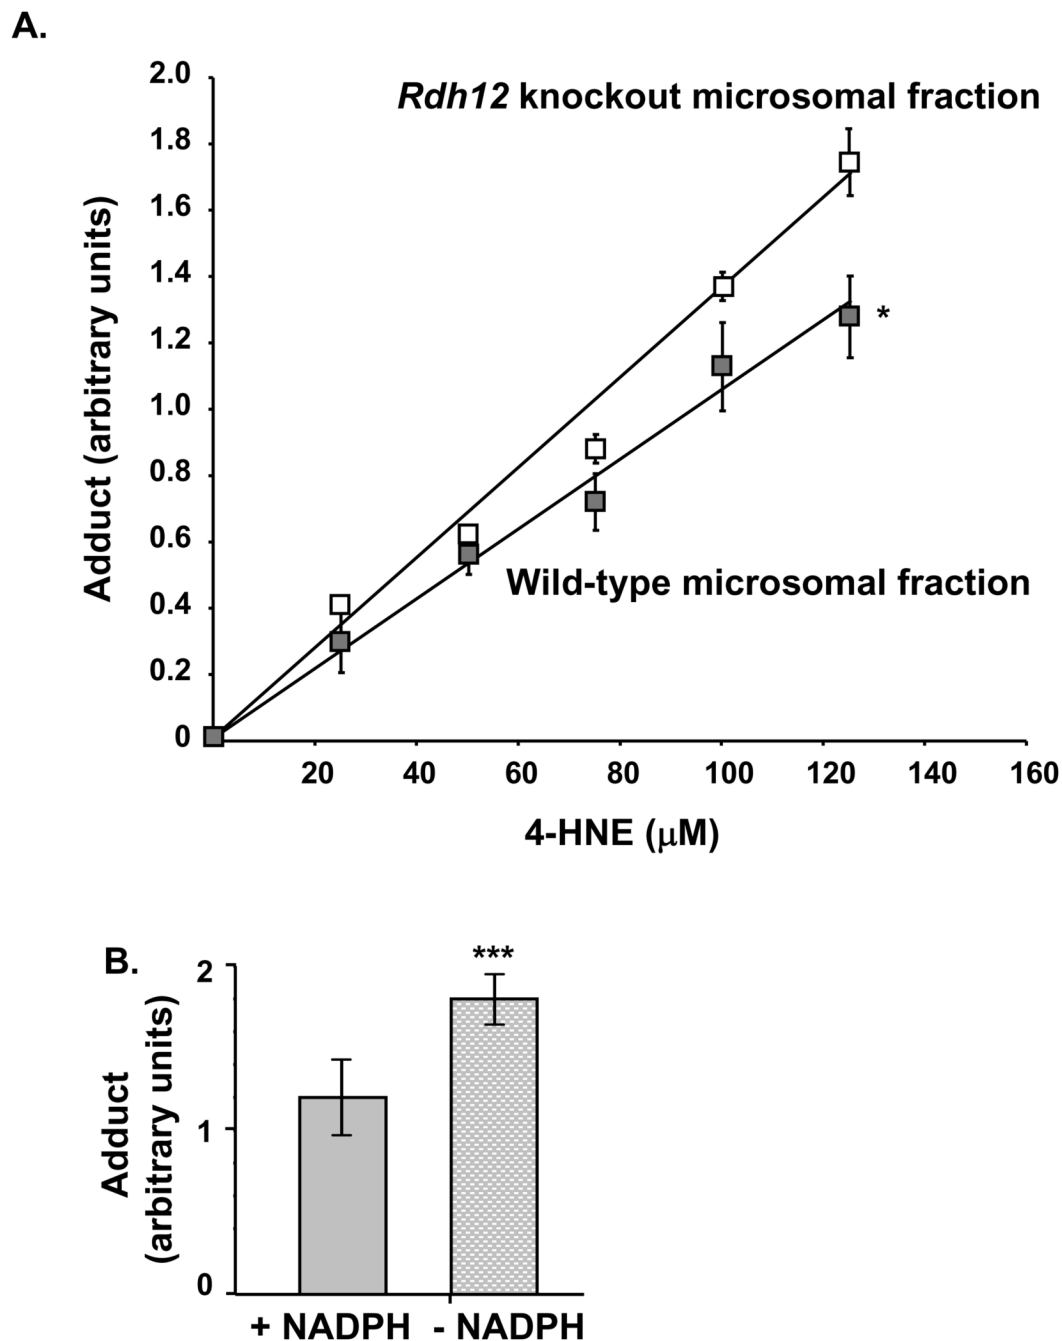 A.
2.0
Rdh12 knockout microsomal fraction
1.8
1.6
1.4
1.2
*
1.0
0.8
0.6
Wild-type microsomal fraction
0.4
0.2
0
Adduct (arbitrary units)
20 40 60 80 100 120 140 160
4-HNE (μM)
B.
***
2
1
0
Adduct
(arbitrary units)
+ NADPH - NADPH